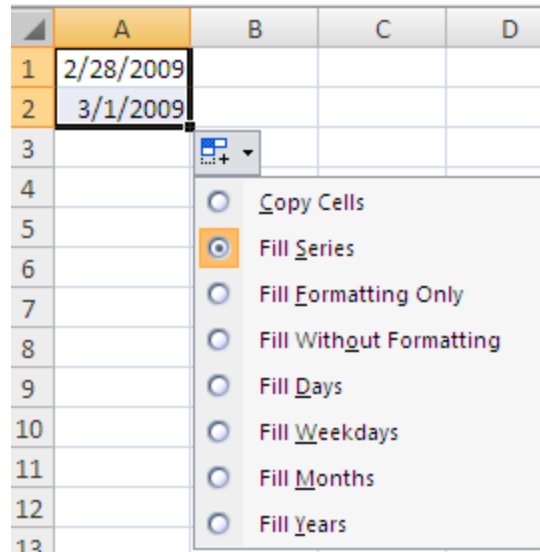 A B C D
1 2/28/2009
2 3/1/2009
3
4
Copy Cells
5
Fill Series
6
Fill Formatting Only
7
8
Fill Without Formatting
9
Fill Days
10
Fill Weekdays
11
Fill Months
12
Fill Years
13